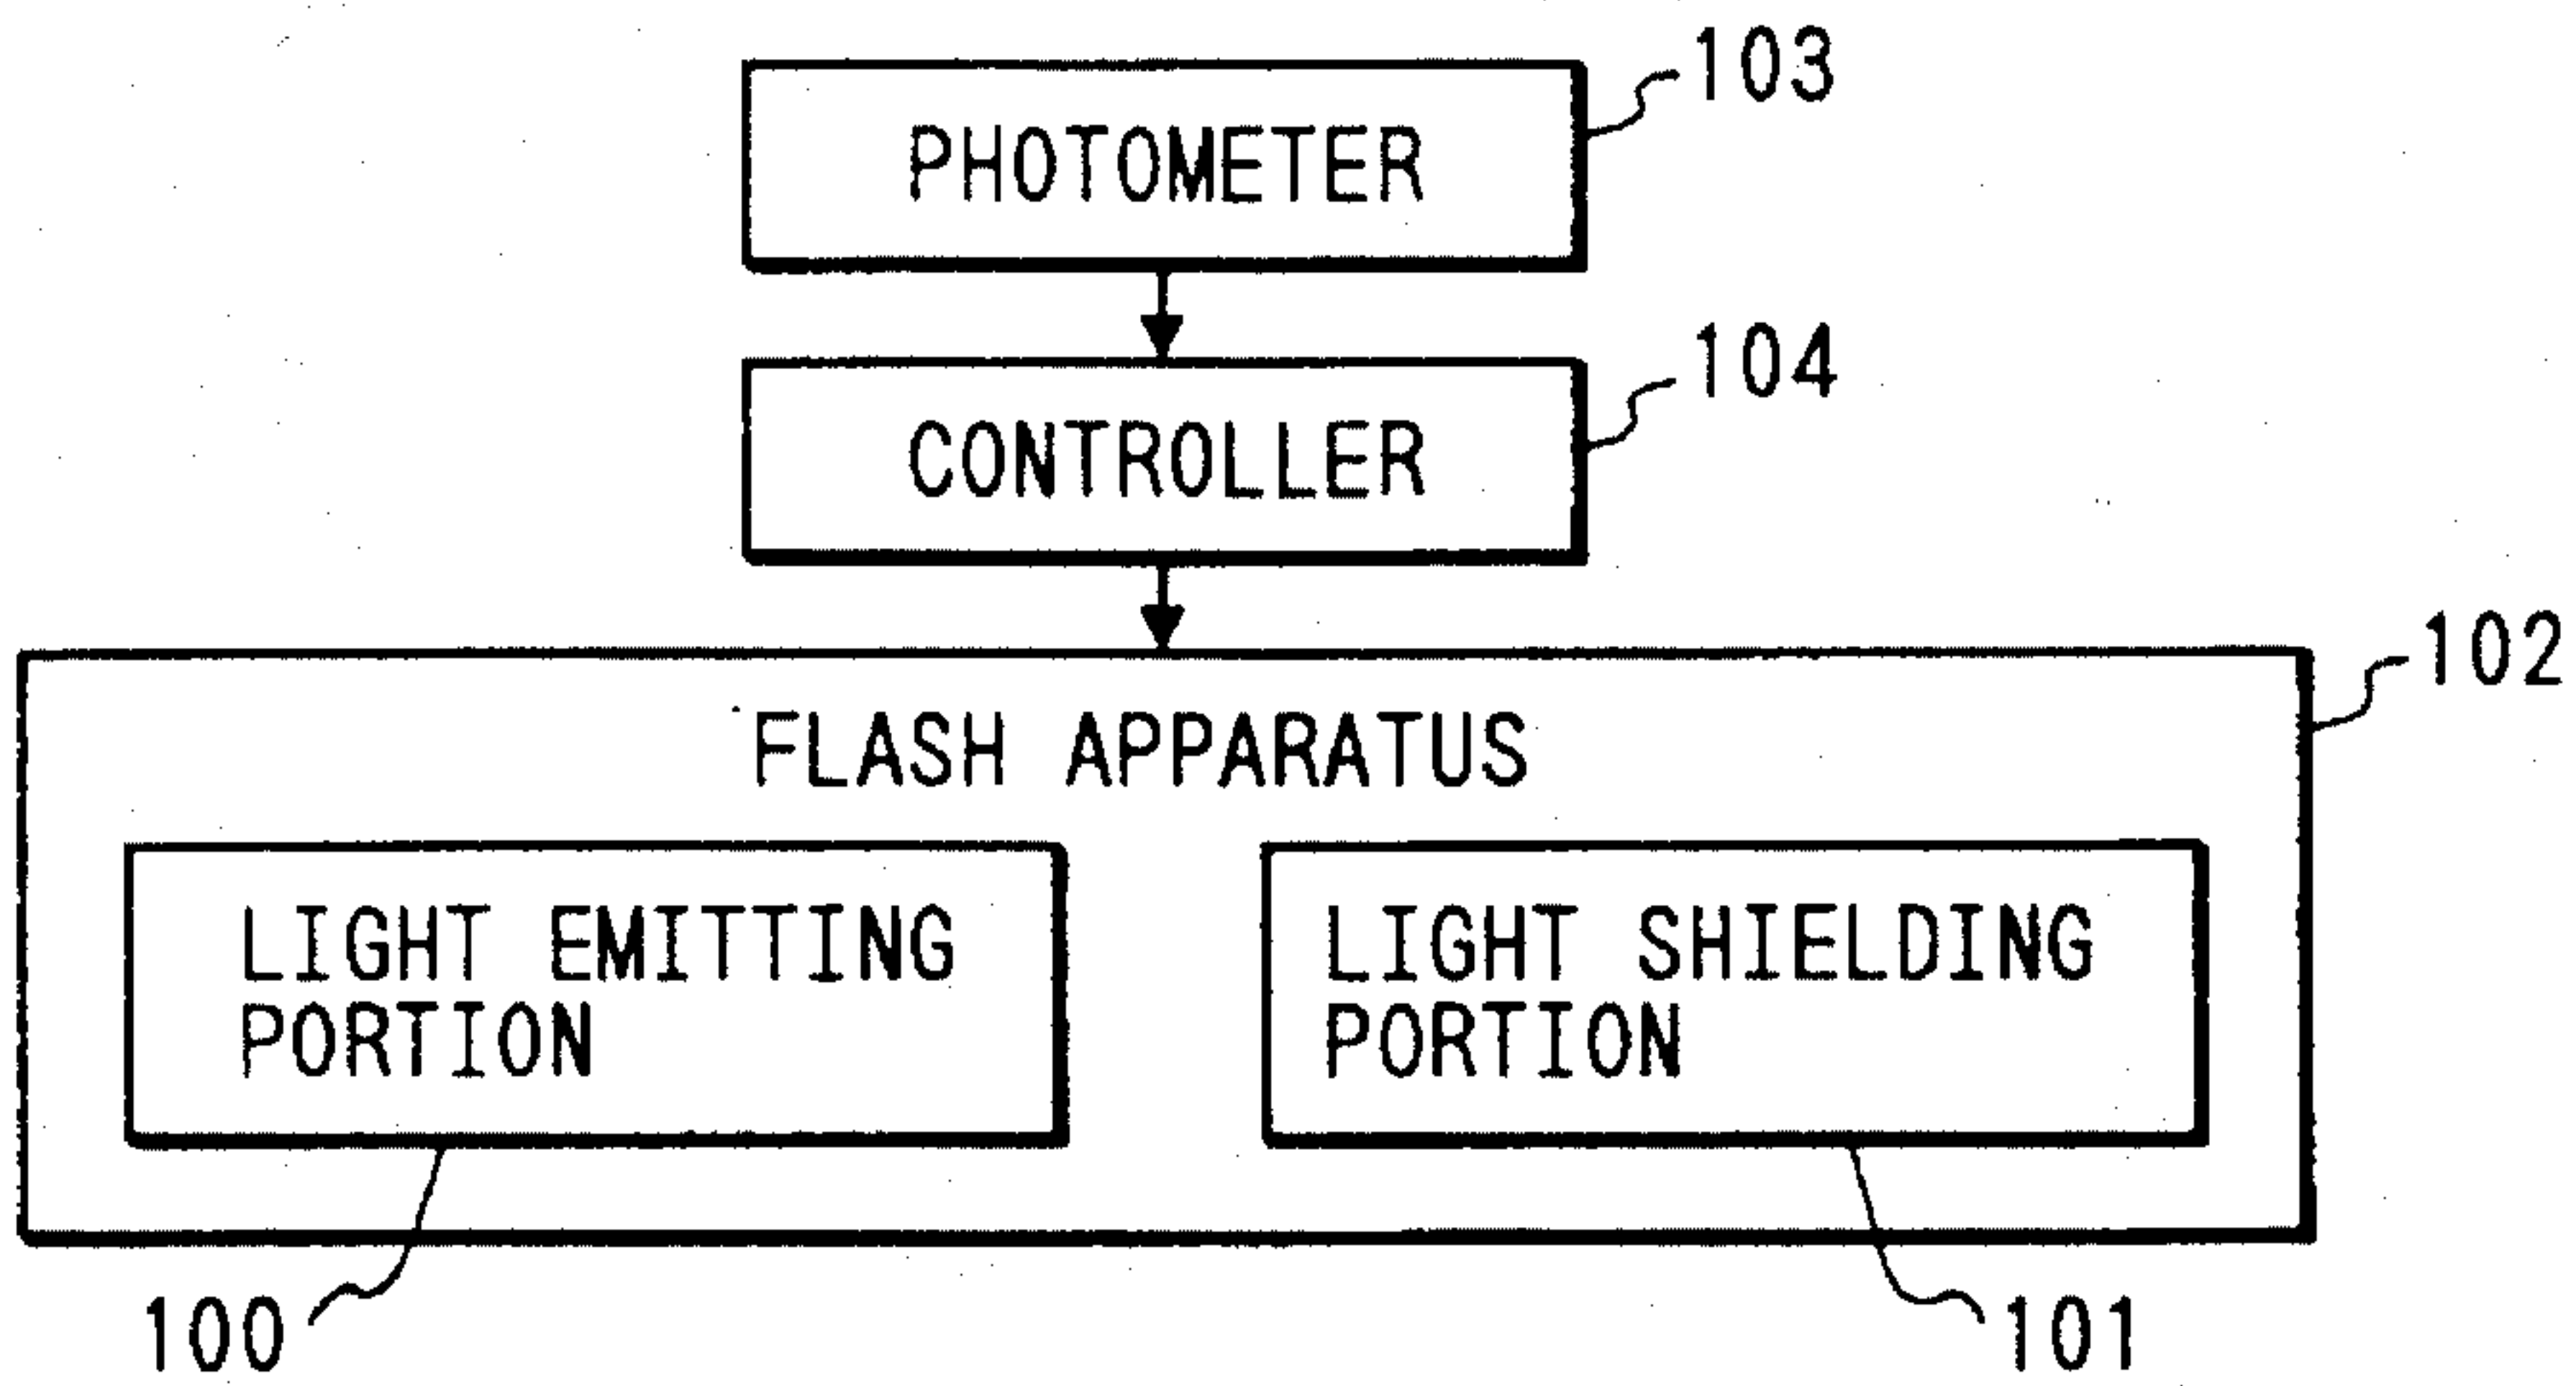 103
PHOTOMETER
104
CONTROLLER
102
FLASH APPARATUS
LIGHT EMITTING
PORTION
LIGHT SHIELDING
PORTION
100
101